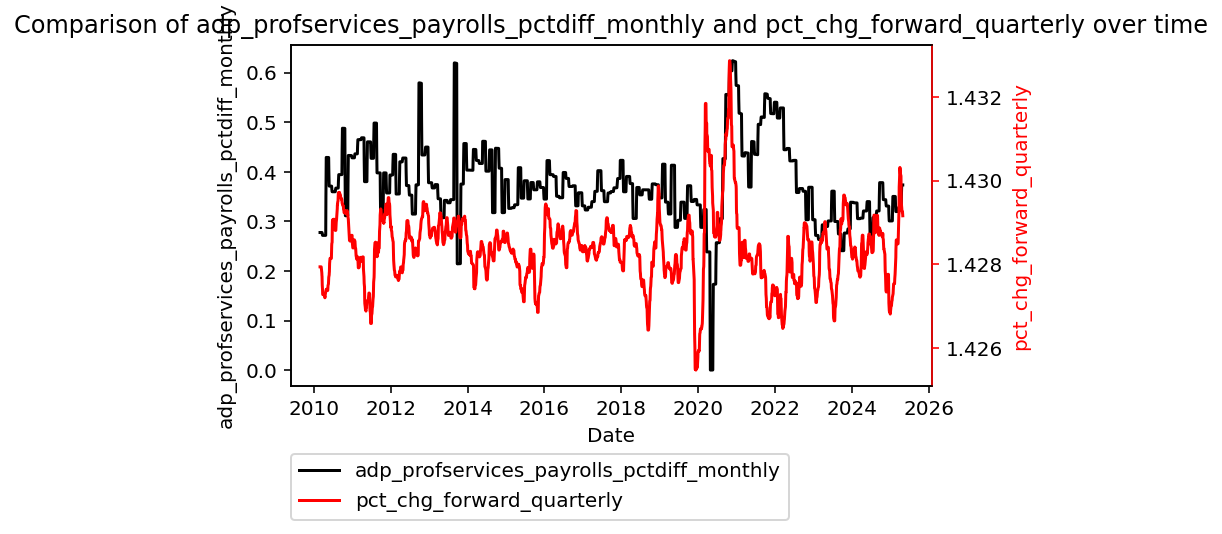 Comparison of adp_profservices_payrolls_pctdiff_monthly and pct_chg_forward_quarterly over time
adp_profservices_payrolls_pctdiff_monthly
0.6
0.5
0.4
0.3
0.2
0.1
0.0
1.432
1.430
1.428
1.426
pct_chg_forward_quarterly
2010 2012 2014 2016 2018 2020 2022 2024 2026
Date
adp_profservices_payrolls_pctdiff_monthly
pct_chg_forward_quarterly